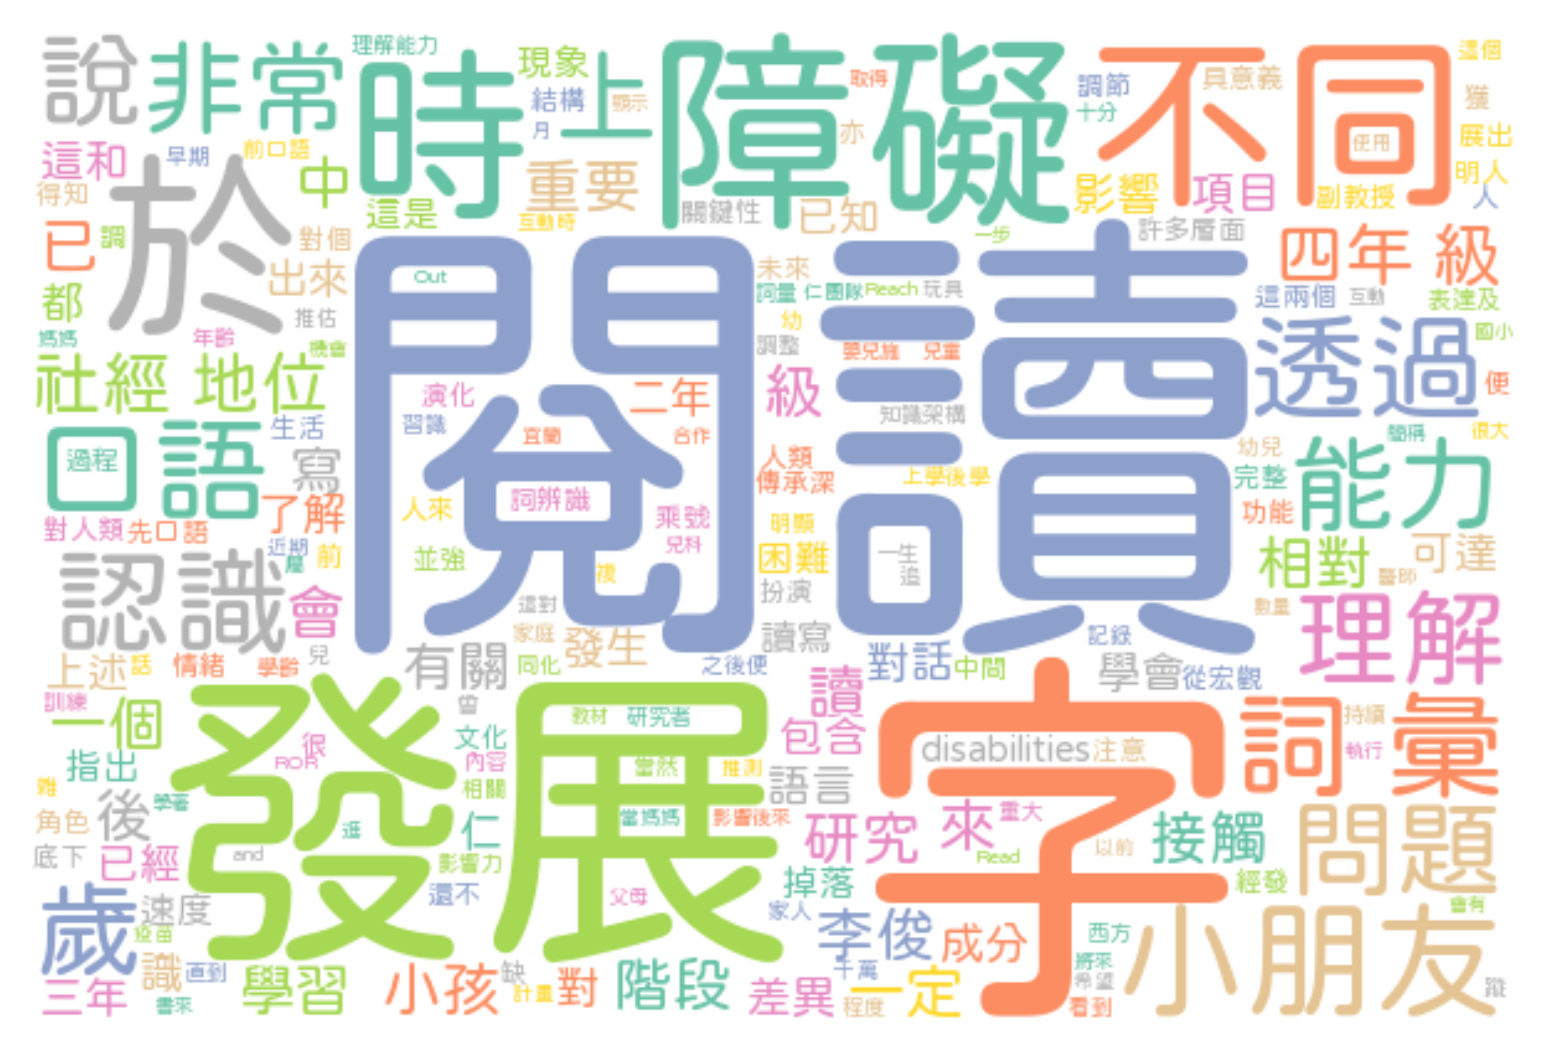 說
非常
理解能力
時
現象
結構
顯示
月
上
障礙
取得
亦
不同
調節
十分
具意義
使用
這個
獲
展出
明人
人
這和
早期
前口語
得知
中
這是
重要
互動時
關鍵性
已知
一步
影響
項目
副教授
許多層面
已
調
於
對個
出來
都
推估
媽媽
年齡
機會
四年 級
這兩個
互動
表達及
國小
閱讀
Out
未來
詞量
仁團隊
Reach
玩具
幼
調整
嬰兒施
兒童
透過
便
社經 地位
演化
二年
級
習識
知識架構
生活
宜蘭
合作
簡稱
很大
口語
過程
寫
人類
傳承深
上學後學
幼兒
完整
能力
了解
人來
詞辨識
乘號
兒科
明顯
功能
對人類
先口語
近期
前
並強
困難
一生
追
相對
可達
醫師
認識
會
複
這對
扮演
數量
理解
家庭
發生
讀寫
記錄
上述
話
情緒
學齡
兒
有關
同化
之後便
對話
中間
學會
從宏觀
訓練
一個
曾
發展
讀
字
詞彙
持續
執行
很
ROR
文化
內容
教材
研究者
包含
disabilities
注意
指出
相關
當然
推測
語言
後
學著
角色
進
仁
當媽媽
影響後來
研究
來
重大
接觸
問題
底下
已經
and
影響力
Read
以前
歲
速度
疫苗
還不
父母
掉落
家人
經發
會有
李俊
成分
西方
小朋友
識
直到
學習
小孩
缺
計畫
對
階段
差異
千萬
程度
一定
將來
希望
看到
三年
書來